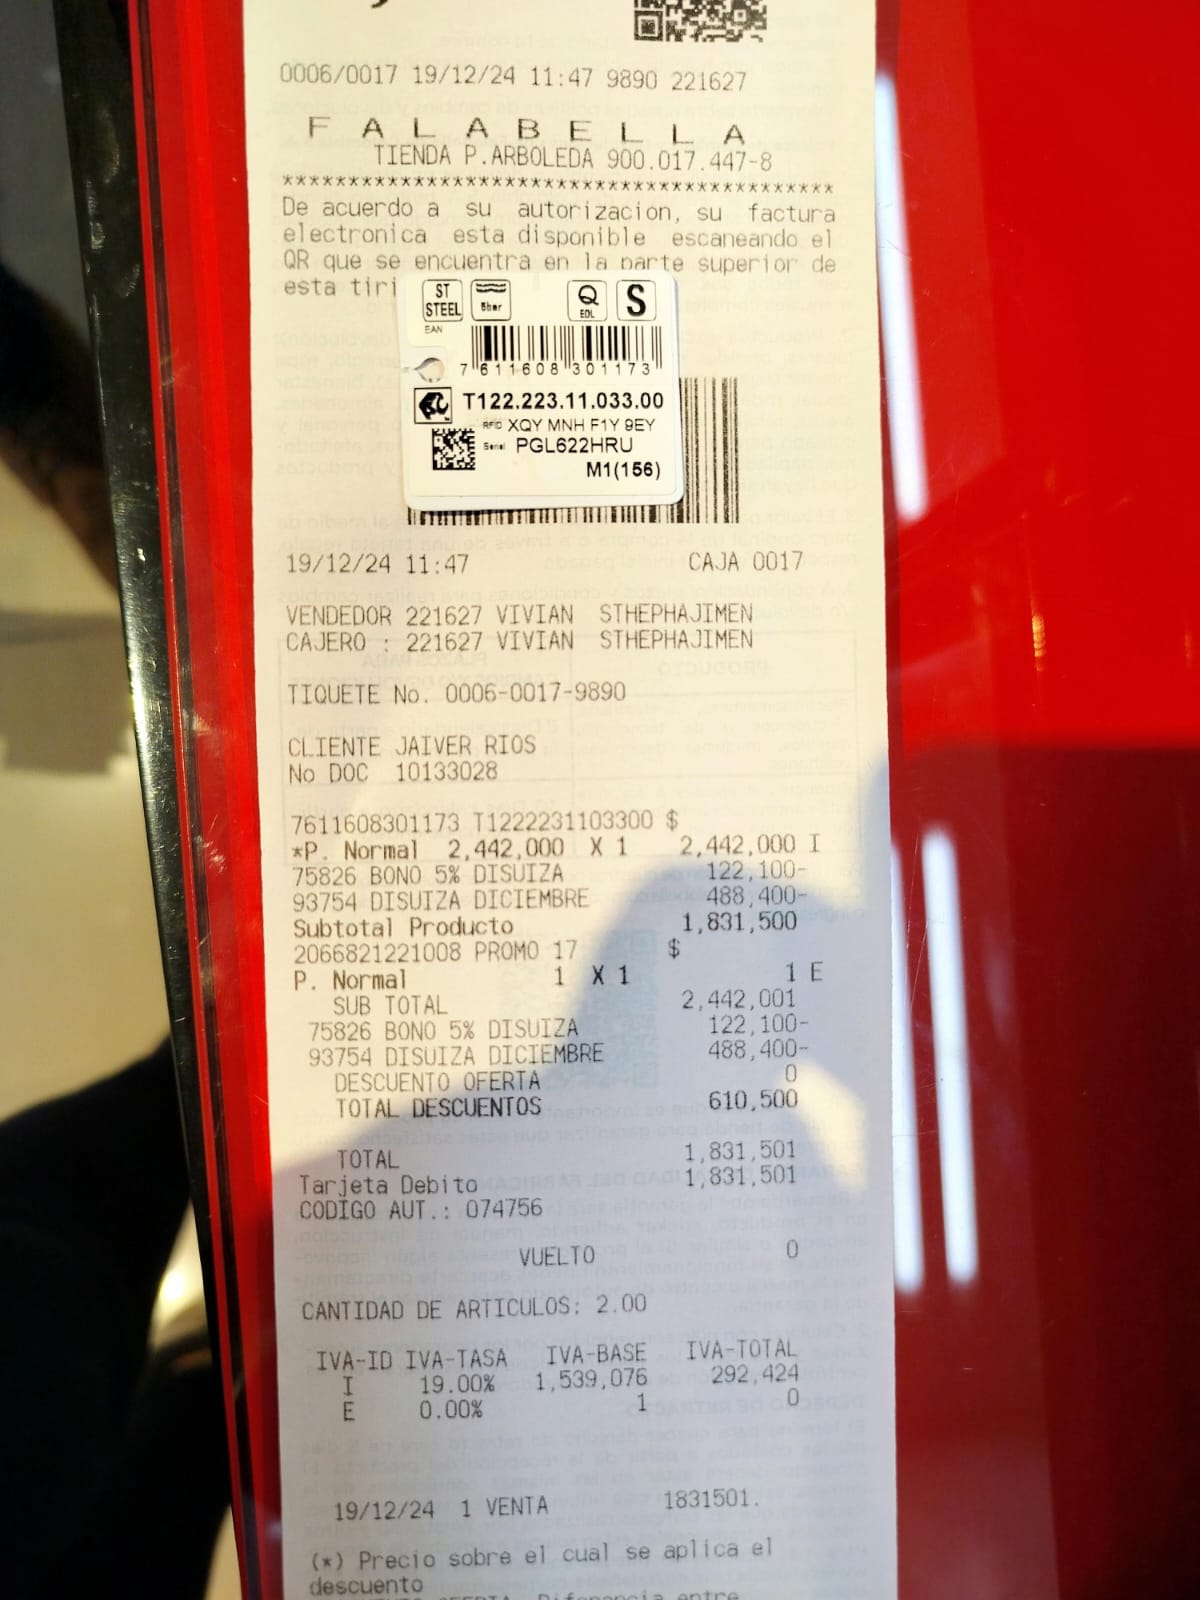 0006/0017 19/12/24 11:47 9890 221627
F A L A B E L L A
TIENDA P.ARBOLEDA 900.017.447-8
******************************************
De acuerdo a su autorizacion, su factura
electronica esta disponible escaneando el
QR que se encuentra en la parte superior de
esta tiri
ST STEEL 5bar Q EDL S
EAN
7 611608 301173
T122.223.11.033.00
RFID XQY MNH F1Y 9EY
Serial PGL622HRU
M1(156)
19/12/24 11:47 CAJA 0017
VENDEDOR 221627 VIVIAN STHEPHAJIMEN
CAJERO : 221627 VIVIAN STHEPHAJIMEN
TIQUETE No. 0006-0017-9890
CLIENTE JAIVER RIOS
No DOC 10133028
7611608301173 T1222231103300 $
*P. Normal 2,442,000 X 1 2,442,000 I
75826 BONO 5% DISUIZA 122,100-
93754 DISUIZA DICIEMBRE 488,400-
Subtotal Producto 1,831,500
2066821221008 PROMO 17 $
P. Normal 1 X 1 1 E
SUB TOTAL 2,442,001
75826 BONO 5% DISUIZA 122,100-
93754 DISUIZA DICIEMBRE 488,400-
DESCUENTO OFERTA 0
TOTAL DESCUENTOS 610,500
TOTAL 1,831,501
Tarjeta Debito 1,831,501
CODIGO AUT.: 074756
VUELTO 0
CANTIDAD DE ARTICULOS: 2.00
IVA-ID IVA-TASA IVA-BASE IVA-TOTAL
I 19.00% 1,539,076 292,424
E 0.00% 1 0
19/12/24 1 VENTA 1831501.
(*) Precio sobre el cual se aplica el
descuento